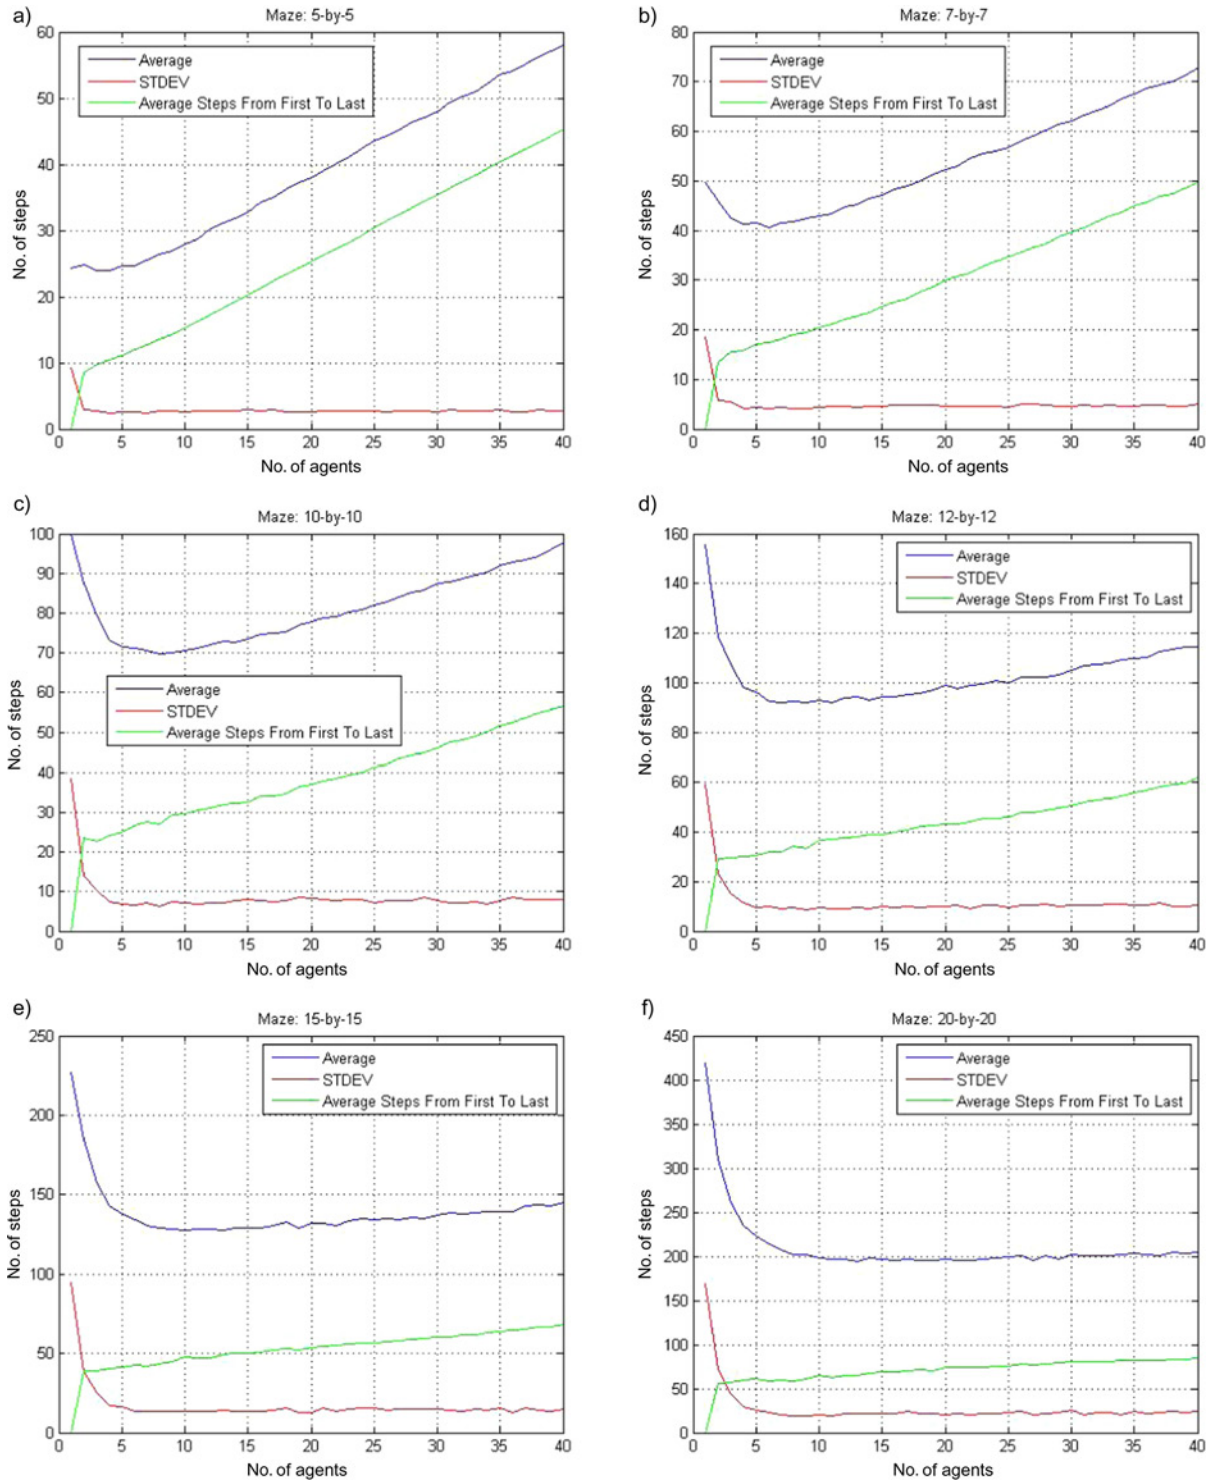 a)
Maze: 5-by-5
60
50
40
30
20
10
0
No. of steps
Average
STDEV
Average Steps From First To Last
0 5 10 15 20 25 30 35 40
No. of agents
b)
Maze: 7-by-7
80
70
60
50
40
30
20
10
0
No. of steps
Average
STDEV
Average Steps From First To Last
0 5 10 15 20 25 30 35 40
No. of agents
c)
Maze: 10-by-10
100
90
80
70
60
50
40
30
20
10
0
No. of steps
Average
STDEV
Average Steps From First To Last
0 5 10 15 20 25 30 35 40
No. of agents
d)
Maze: 12-by-12
160
140
120
100
80
60
40
20
0
No. of steps
Average
STDEV
Average Steps From First To Last
0 5 10 15 20 25 30 35 40
No. of agents
e)
Maze: 15-by-15
250
200
150
100
50
0
No. of steps
Average
STDEV
Average Steps From First To Last
0 5 10 15 20 25 30 35 40
No. of agents
f)
Maze: 20-by-20
450
400
350
300
250
200
150
100
50
0
No. of steps
Average
STDEV
Average Steps From First To Last
0 5 10 15 20 25 30 35 40
No. of agents